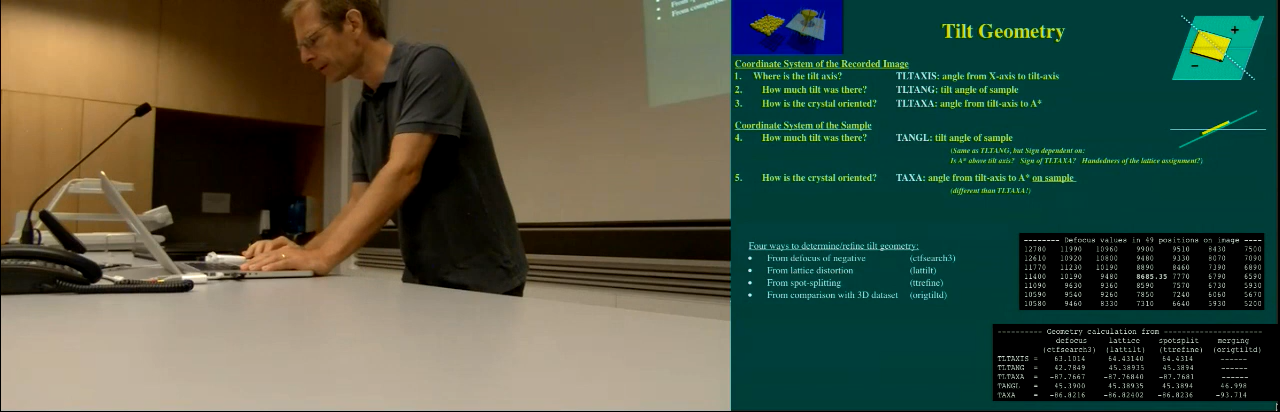 Tilt Geometry
Coordinate System of the Recorded Image
1. Where is the tilt axis? TLTAXIS: angle from X-axis to tilt-axis
2. How much tilt was there? TLTANG: tilt angle of sample
3. How is the crystal oriented? TLTAXA: angle from tilt-axis to A*
Coordinate System of the Sample
4. How much tilt was there? TANGL: tilt angle of sample
(Same as TLTANG, but Sign dependent on:
Is A* above tilt axis? Sign of TLTAXA? Handedness of the lattice assignment?)
5. How is the crystal oriented? TAXA: angle from tilt-axis to A* on sample
(different than TLTAXA!)
Four ways to determine/refine tilt geometry:
• From defocus of negative (ctfsearch3)
• From lattice distortion (lattilt)
• From spot-splitting (ttrefine)
• From comparison with 3D dataset (origtiltd)
-------- Defocus values in 49 positions on image ----
12780 11990 10960 9900 9510 8430 7500
12610 10920 10800 9480 9330 8070 7090
11770 11230 10190 8890 8460 7390 6890
11400 10190 9480 8685.35 7770 6790 6590
11090 9630 9360 8590 7570 6730 5930
10590 9540 9260 7850 7240 6060 5670
10580 9460 8330 7310 6640 5930 5200
---------- Geometry calculation from ----------------------
defocus lattice spotsplit merging
(ctfsearch3) (lattilt) (ttrefine) (origtiltd)
TLTAXIS = 63.1014 64.43140 64.4314 ------
TLTANG = 42.7849 45.38935 45.3894 ------
TLTAXA = -87.7667 -87.76840 -87.7681 ------
TANGL = 45.3900 45.38935 45.3894 46.998
TAXA = -86.8216 -86.82402 -86.8236 -93.714
+
−